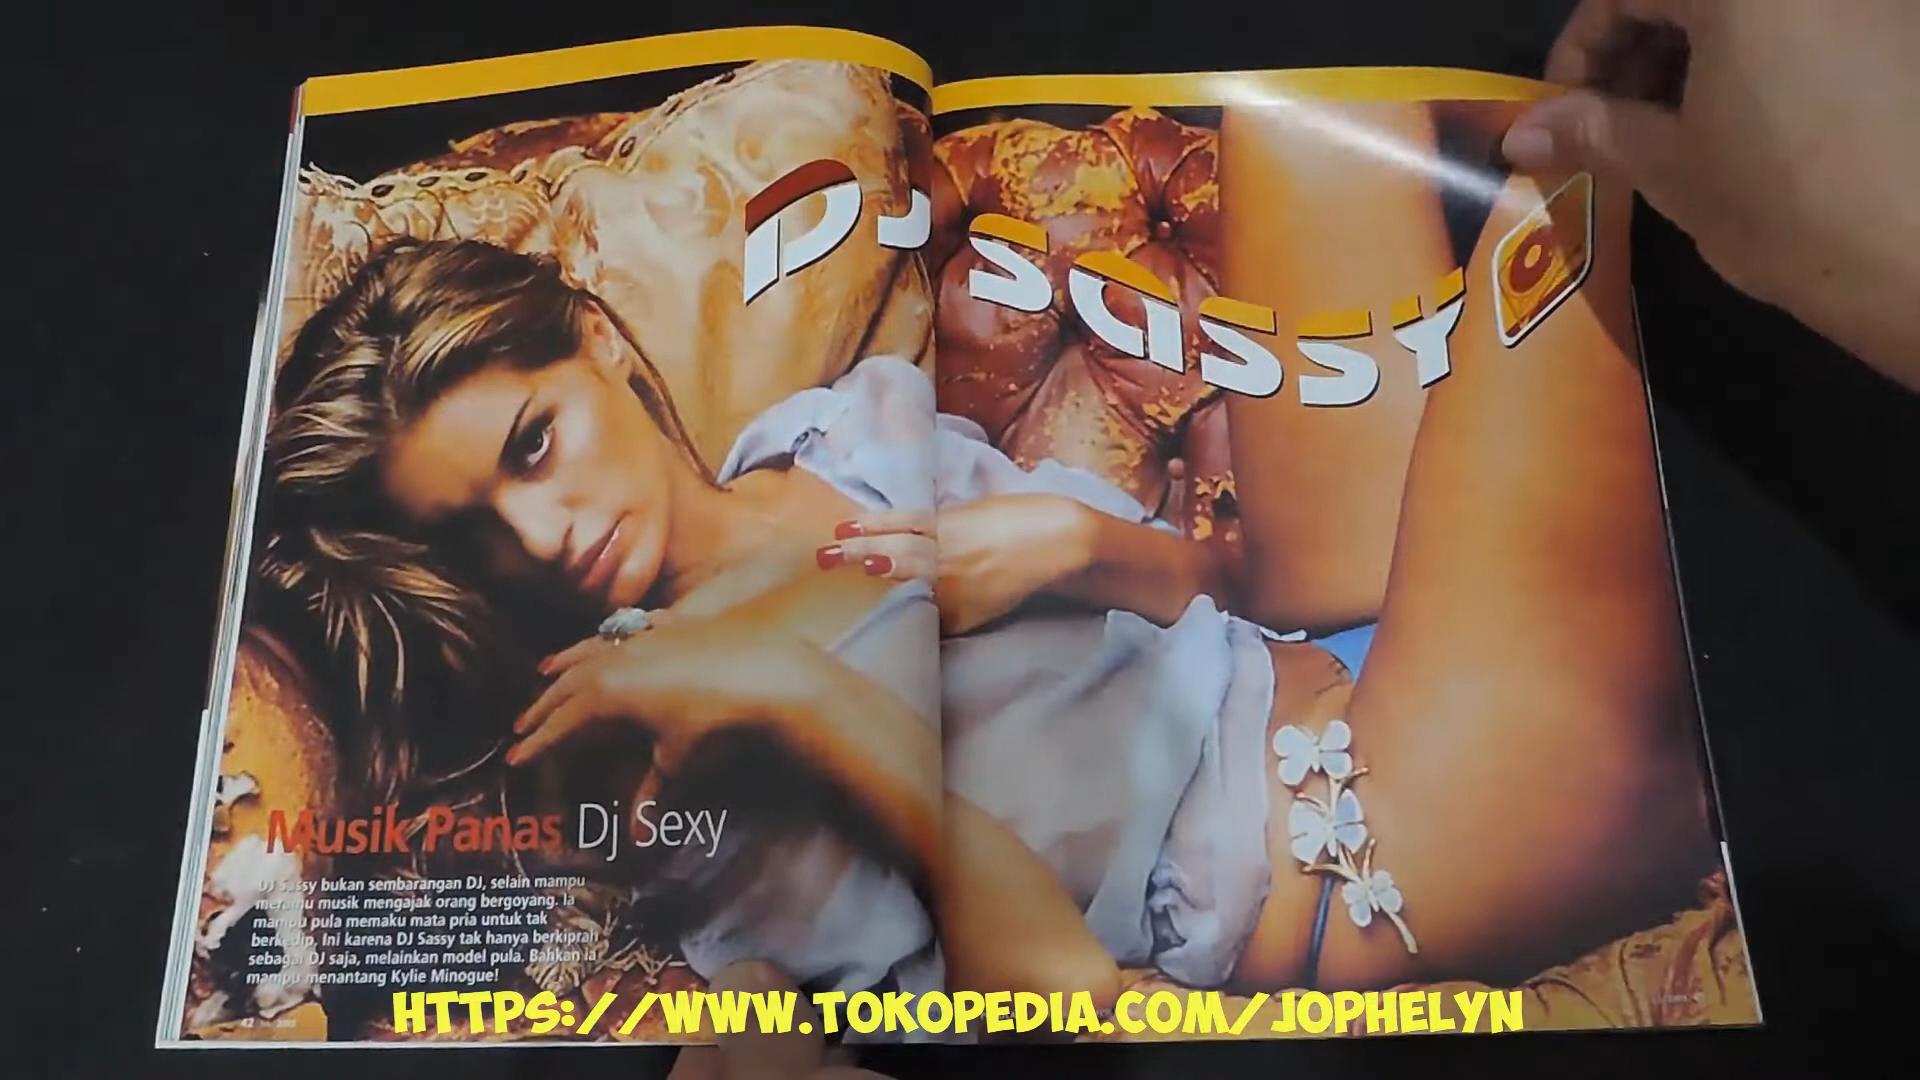 DJ SASSY
Musik Panas Dj Sexy
DJ Sassy bukan sembarangan DJ, selain mampu
meramu musik mengajak orang bergoyang. Ia
mampu pula memaku mata pria untuk tak
berkedip. Ini karena DJ Sassy tak hanya berkiprah
sebagai DJ saja, melainkan model pula. Bahkan ia
mampu menantang Kylie Minogue!
42
HTTPS://WWW.TOKOPEDIA.COM/JOPHELYN